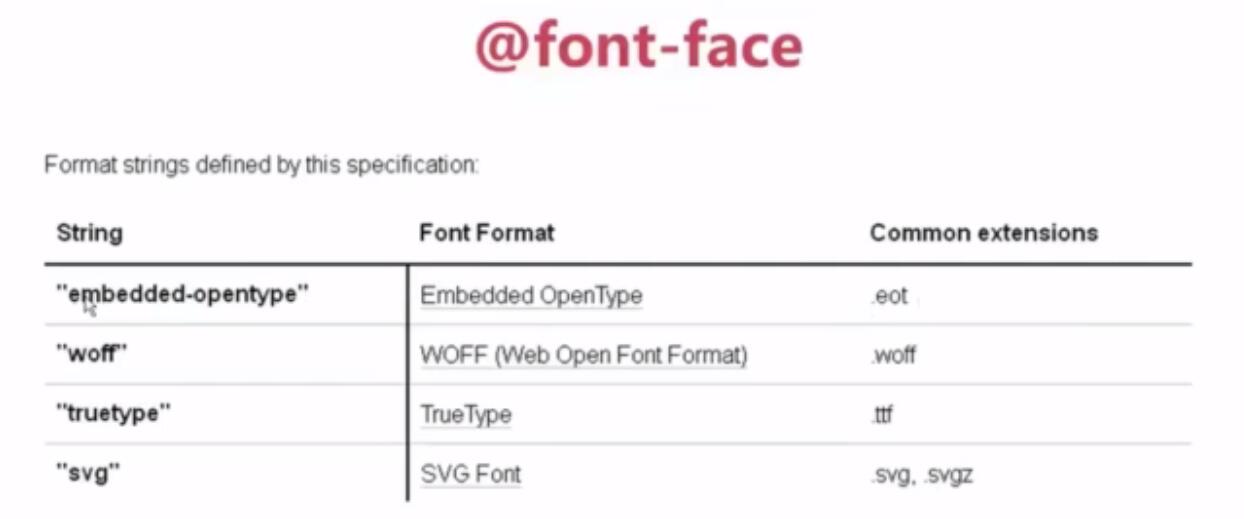 @font-face
Format strings defined by this specification:
String Font Format Common extensions
"embedded-opentype" Embedded OpenType .eot
"woff" WOFF (Web Open Font Format) .woff
"truetype" TrueType .ttf
"svg" SVG Font .svg, .svgz